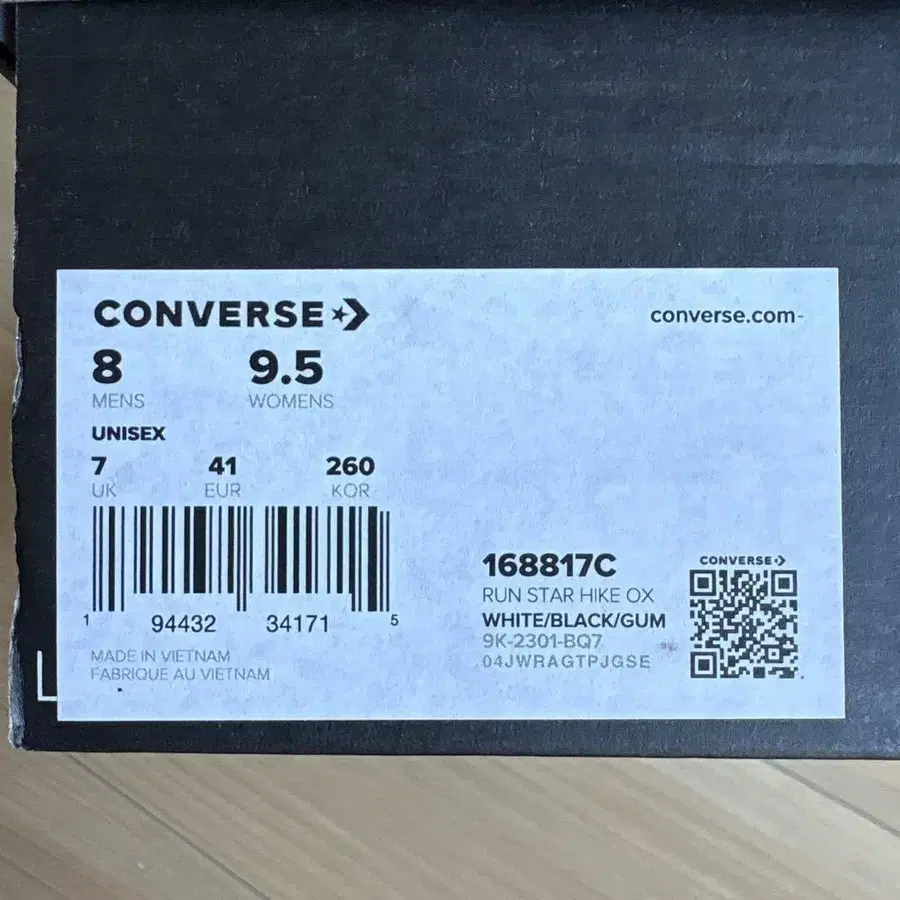 CONVERSE
converse.com-
8 9.5
MENS WOMENS
UNISEX
7 41 260
UK EUR KOR
1 94432 34171 5
MADE IN VIETNAM
FABRIQUE AU VIETNAM
168817C
RUN STAR HIKE OX
WHITE/BLACK/GUM
9K-2301-BQ7
04JWRAGTPJGSE
CONVERSE